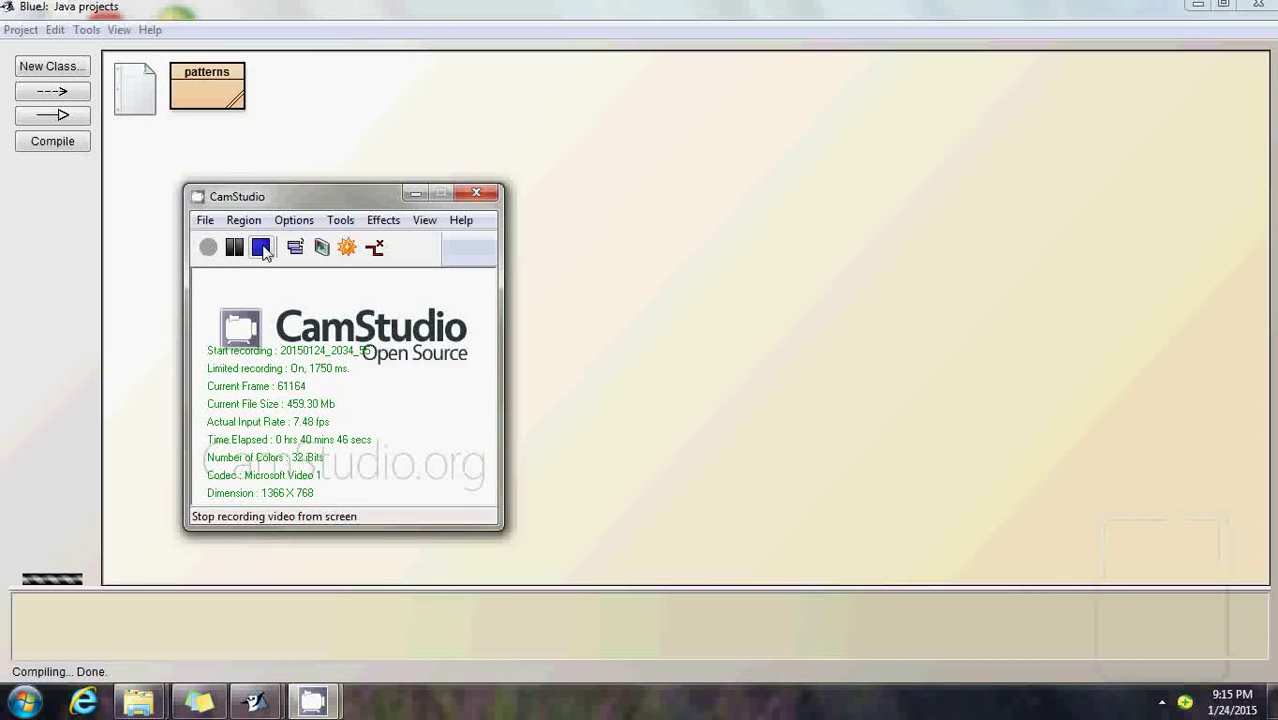 BlueJ: Java projects
Project Edit Tools View Help
New Class...
patterns
Compile
CamStudio
File Region Options Tools Effects View Help
CamStudio
Open Source
Start recording : 20150124_2034_55
Limited recording : On, 1750 ms.
Current Frame : 61164
Current File Size : 459.30 Mb
Actual Input Rate : 7.48 fps
Time Elapsed : 0 hrs 40 mins 46 secs
Number of Colors : 32 iBits
CamStudio.org
Codec : Microsoft Video 1
Dimension : 1366 X 768
Stop recording video from screen
Compiling... Done.
9:15 PM
1/24/2015